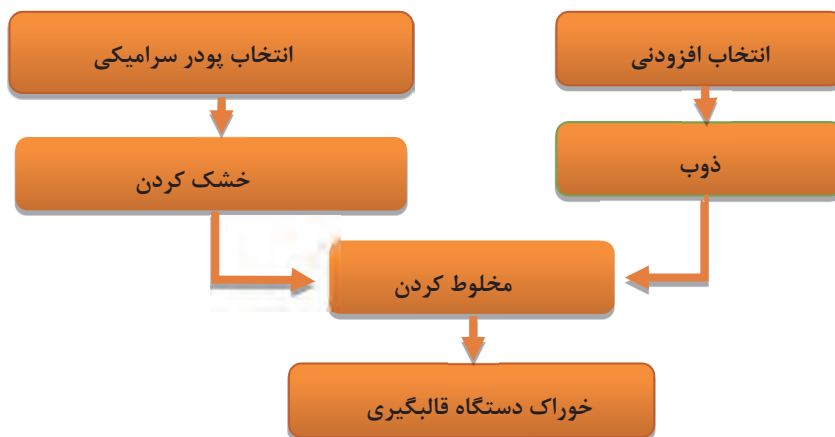 انتخاب پودر سرامیکی
انتخاب افزودنی
خشک کردن
ذوب
مخلوط کردن
خوراک دستگاه قالبگیری